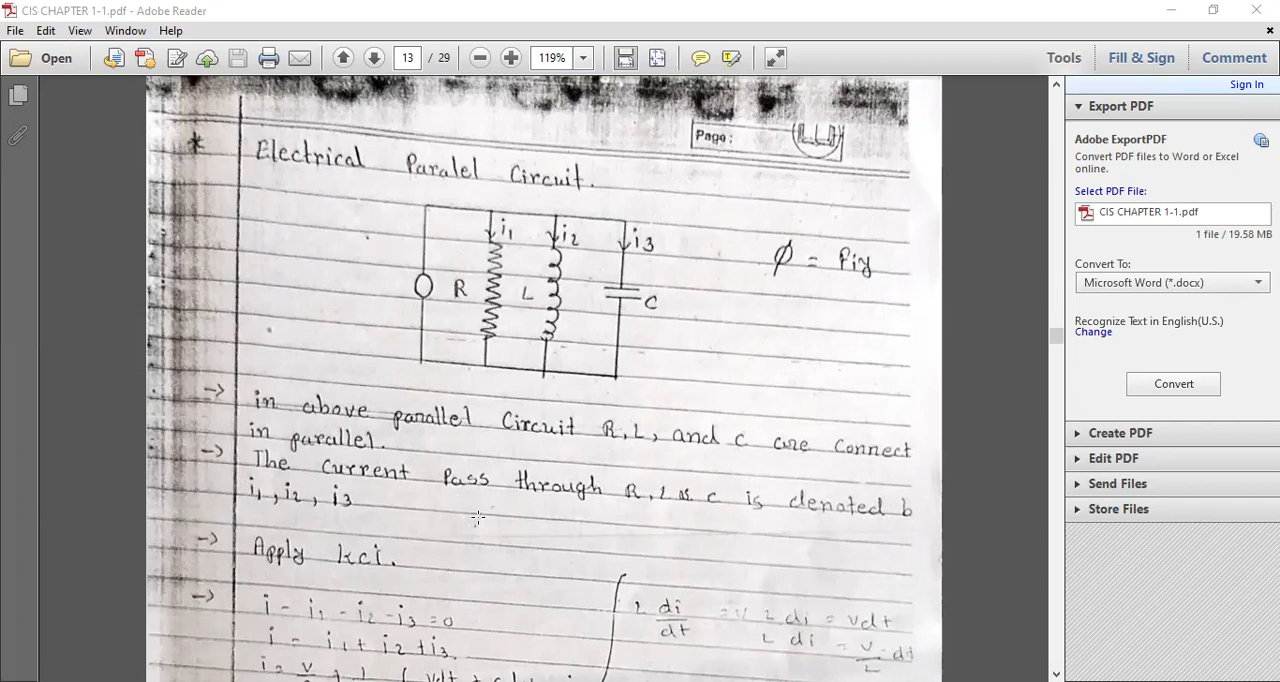 CIS CHAPTER 1-1.pdf - Adobe Reader
File Edit View Window Help
Open 13 / 29 119% Tools Fill & Sign Comment
Sign In
Export PDF
Adobe ExportPDF
Convert PDF files to Word or Excel
online.
Select PDF File:
CIS CHAPTER 1-1.pdf
1 file / 19.58 MB
Convert To:
Microsoft Word (*.docx)
Recognize Text in English(U.S.)
Change
Convert
Create PDF
Edit PDF
Send Files
Store Files
Page:
* Electrical Paralel Circuit.
i1 i2 i3
R L C
ϕ = Piy
-> in above parallel Circuit R, L, and C are Connect
in parallel.
-> The Current Pass through R, L & C is denoted b
i1, i2, i3
-> Apply kci.
-> i - i1 - i2 - i3 = 0
i = i1 + i2 + i3.
L di/dt = v L di = vdt
L di = v/L dt